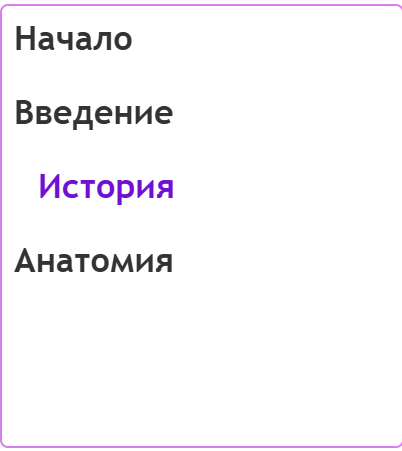 Начало
Введение
История
Анатомия